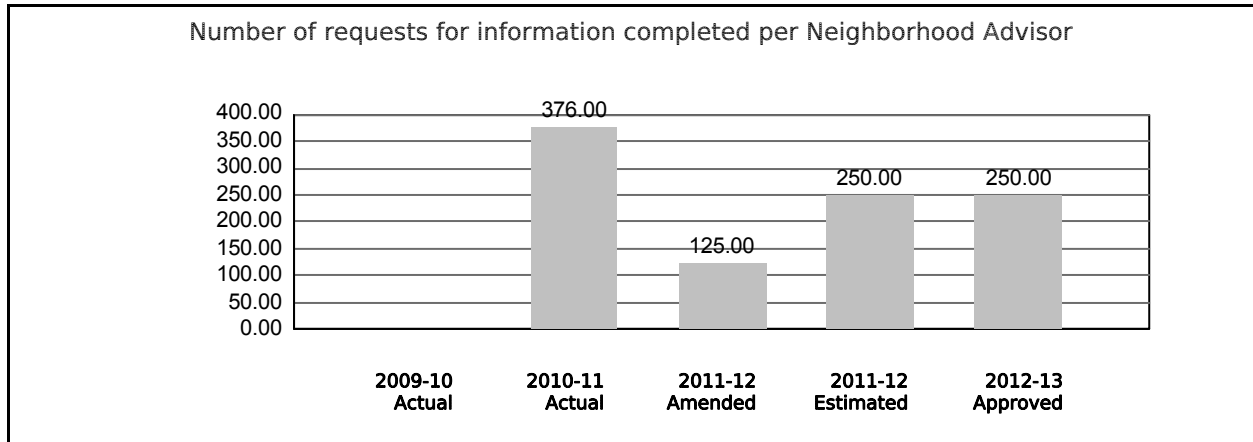 Number of requests for information completed per Neighborhood Advisor
400.00
350.00
300.00
250.00
200.00
150.00
100.00
50.00
0.00
376.00
125.00
250.00
250.00
2009-10 Actual
2010-11 Actual
2011-12 Amended
2011-12 Estimated
2012-13 Approved